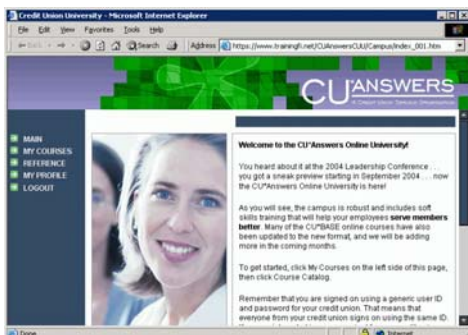 Credit Union University - Microsoft Internet Explorer
File Edit View Favorites Tools Help
Back Search Address https://www.trainingfi.net/CUAnswersCUU/Campus/index_001.htm
CU*ANSWERS
A CREDIT UNION SERVICE ORGANIZATION
MAIN
MY COURSES
REFERENCE
MY PROFILE
LOGOUT
Welcome to the CU*Answers Online University!
You heard about it at the 2004 Leadership Conference . . .
you got a sneak preview starting in September 2004 . . . now
the CU*Answers Online University is here!
As you will see, the campus is robust and includes soft
skills training that will help your employees serve members
better. Many of the CU*BASE online courses have also
been updated to the new format, and we will be adding
more in the coming months.
To get started, click My Courses on the left side of this page,
then click Course Catalog.
Remember that you are signed on using a generic user ID
and password for your credit union. That means that
everyone from your credit union signs on using the same ID.
Done Internet